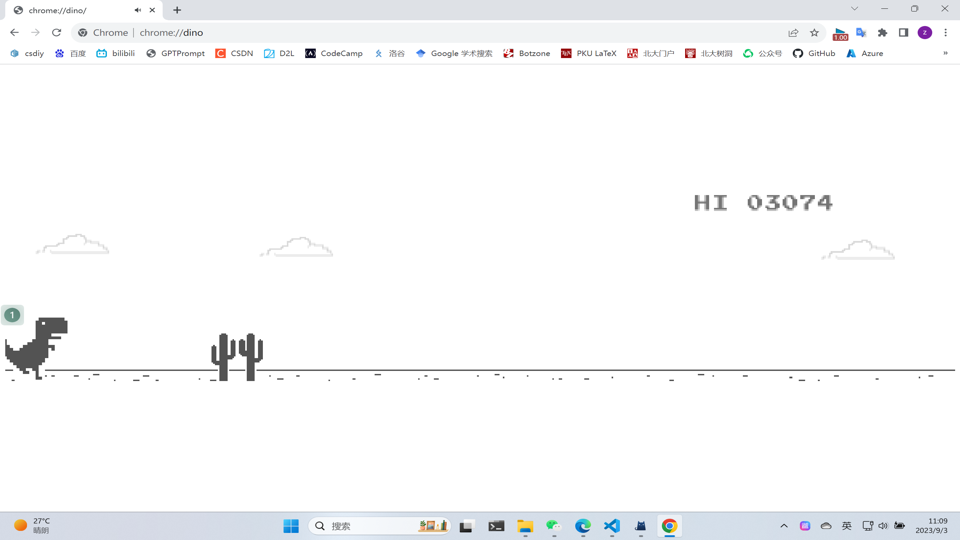 chrome://dino/
Chrome | chrome://dino
1.00
z
csdiy 百度 bilibili GPTPrompt CSDN D2L CodeCamp 洛谷 Google 学术搜索 Botzone PKU LaTeX 北大门户 北大树洞 公众号 GitHub Azure »
HI 03074
1
27°C
晴朗
搜索
英
11:09
2023/9/3